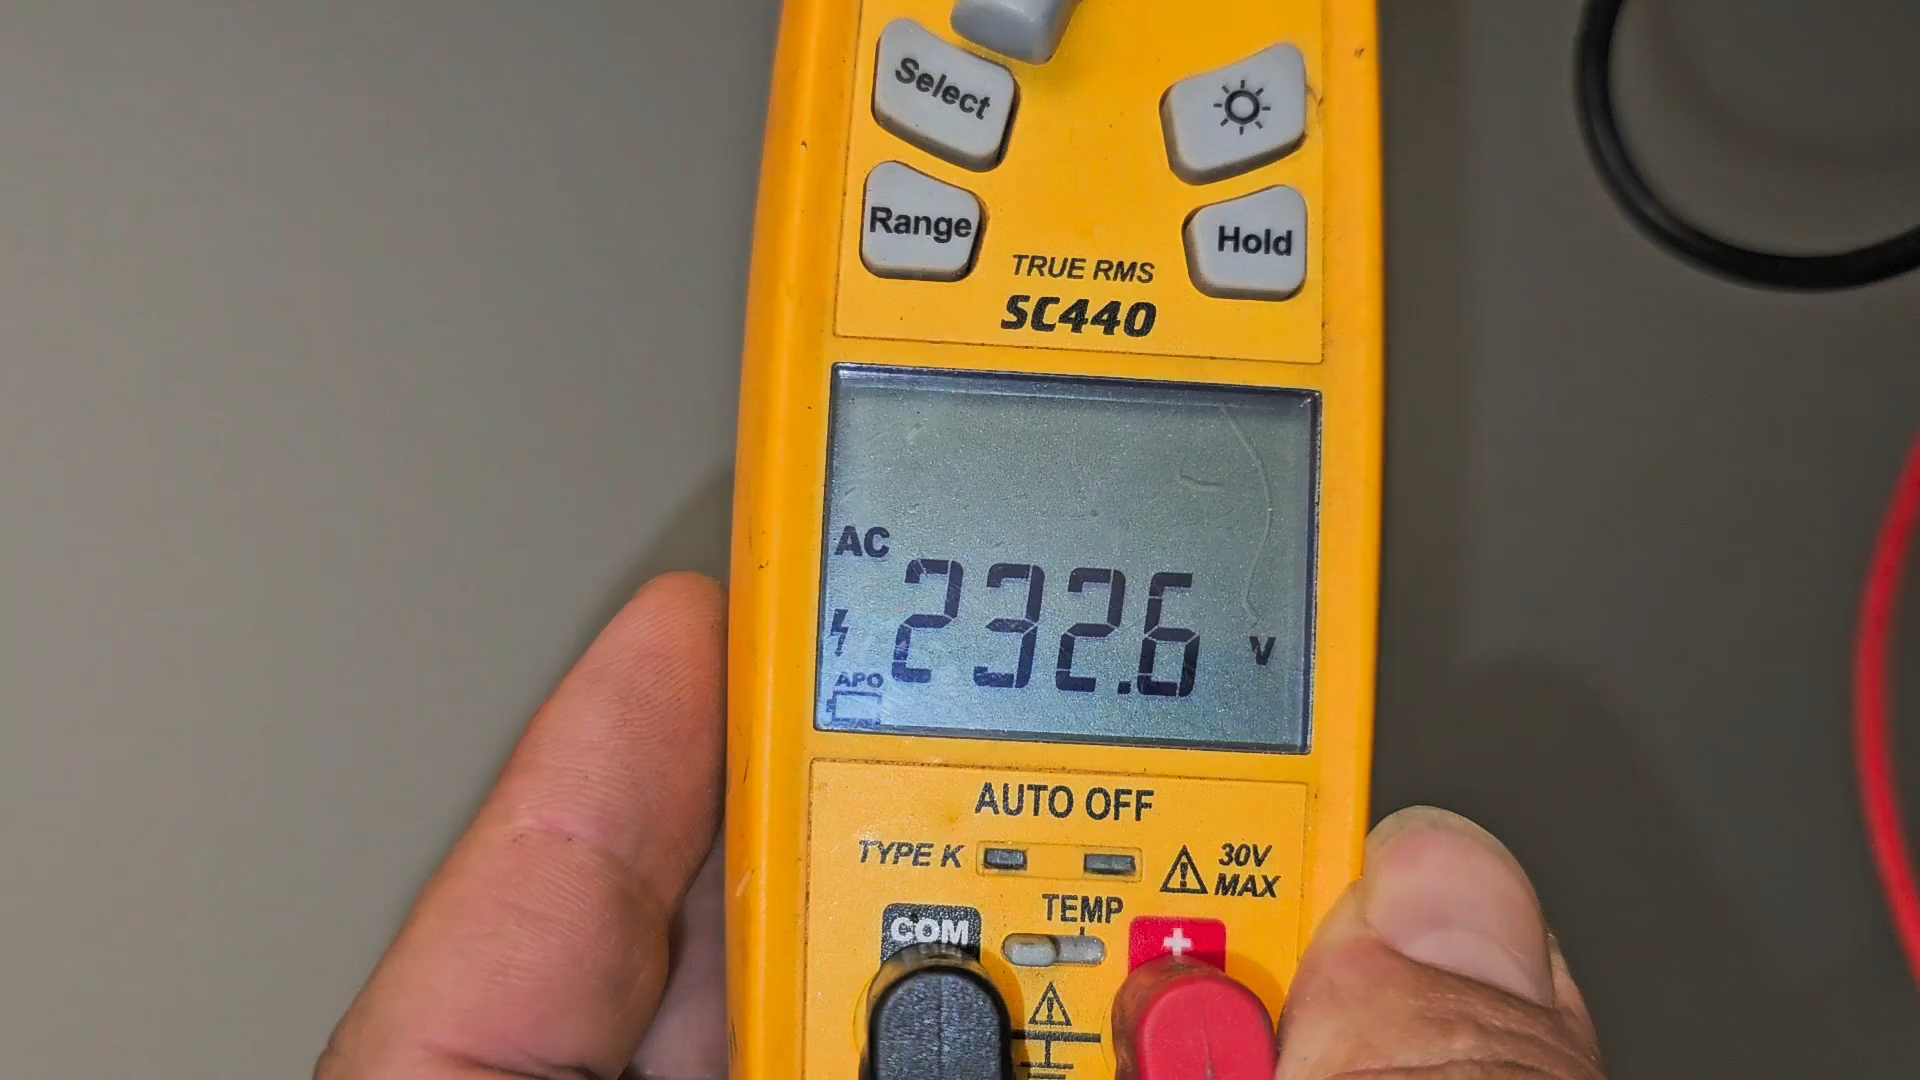 Select
Range
Hold
TRUE RMS
SC440
AC
232.6
V
APO
AUTO OFF
TYPE K
30V
MAX
TEMP
COM
+